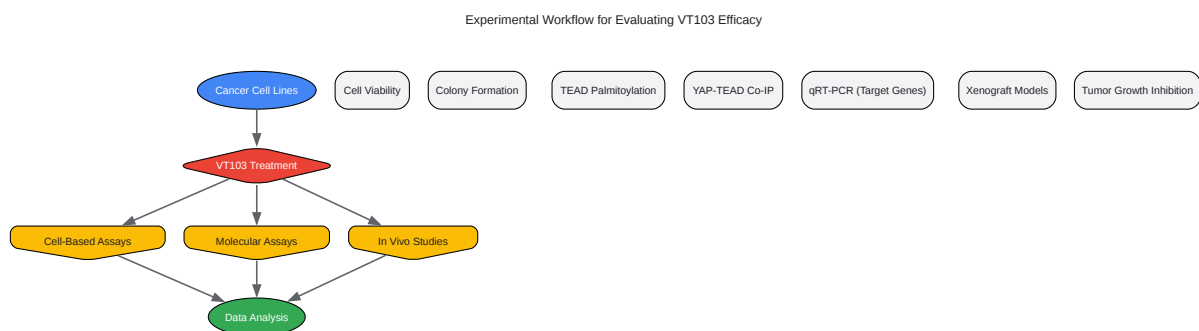 Experimental Workflow for Evaluating VT103 Efficacy
Cancer Cell Lines
Cell Viability
Colony Formation
TEAD Palmitoylation
YAP-TEAD Co-IP
qRT-PCR (Target Genes)
Xenograft Models
Tumor Growth Inhibition
VT103 Treatment
Cell-Based Assays
Molecular Assays
In Vivo Studies
Data Analysis